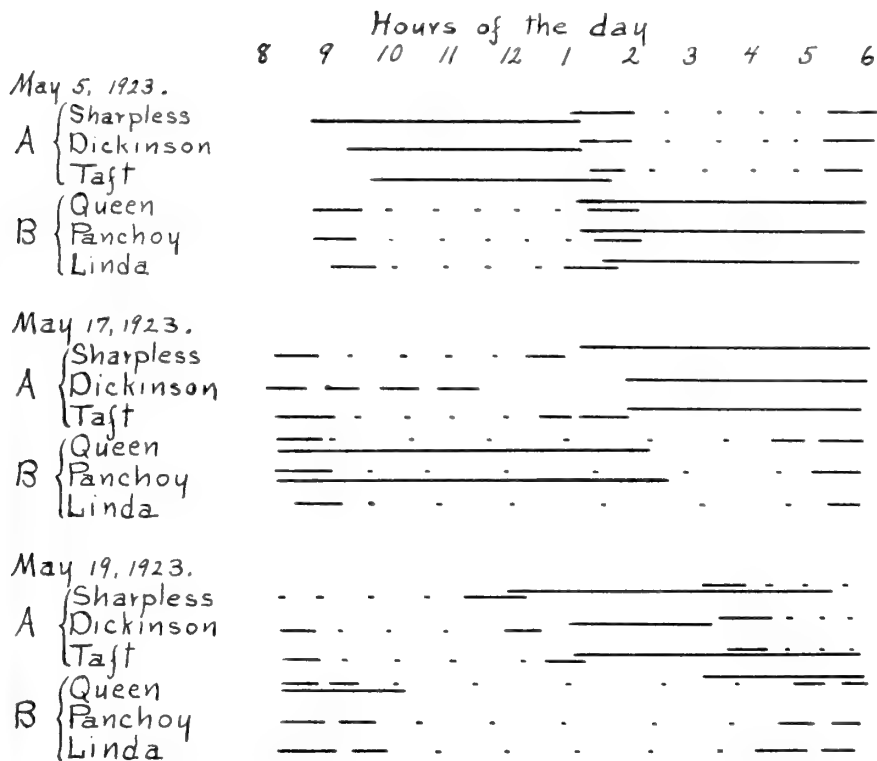 Hours of the day
8 9 10 11 12 1 2 3 4 5 6
May 5, 1923.
A { Sharpless
Dickinson
Taft
B { Queen
Panchoy
Linda
May 17, 1923.
A { Sharpless
Dickinson
Taft
B { Queen
Panchoy
Linda
May 19, 1923.
A { Sharpless
Dickinson
Taft
B { Queen
Panchoy
Linda